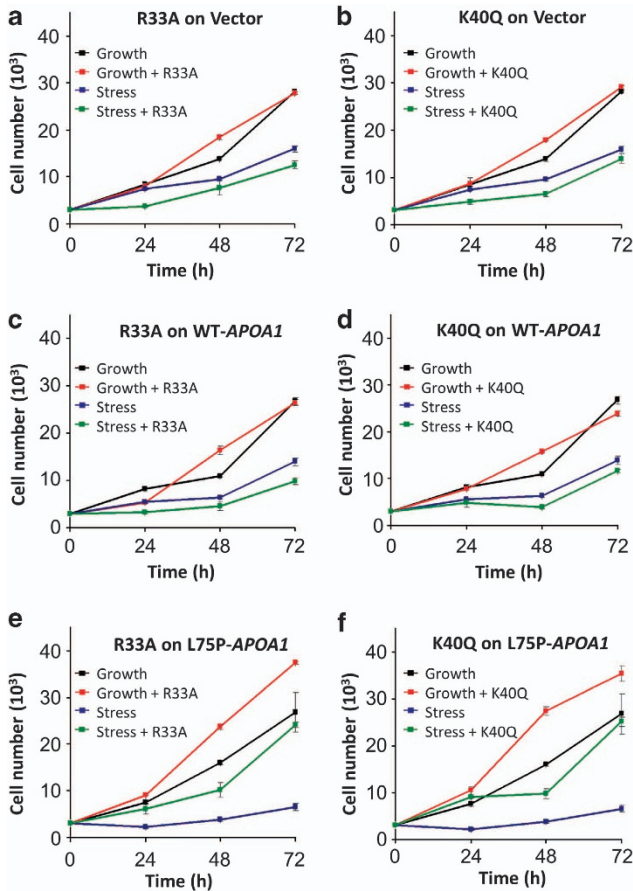 a
R33A on Vector
Cell number (10³)
40
30
20
10
0
Growth
Growth + R33A
Stress
Stress + R33A
0 24 48 72
Time (h)
b
K40Q on Vector
Cell number (10³)
40
30
20
10
0
Growth
Growth + K40Q
Stress
Stress + K40Q
0 24 48 72
Time (h)
c
R33A on WT-APOA1
Cell number (10³)
40
30
20
10
0
Growth
Growth + R33A
Stress
Stress + R33A
0 24 48 72
Time (h)
d
K40Q on WT-APOA1
Cell number (10³)
40
30
20
10
0
Growth
Growth + K40Q
Stress
Stress + K40Q
0 24 48 72
Time (h)
e
R33A on L75P-APOA1
Cell number (10³)
40
30
20
10
0
Growth
Growth + R33A
Stress
Stress + R33A
0 24 48 72
Time (h)
f
K40Q on L75P-APOA1
Cell number (10³)
40
30
20
10
0
Growth
Growth + K40Q
Stress
Stress + K40Q
0 24 48 72
Time (h)